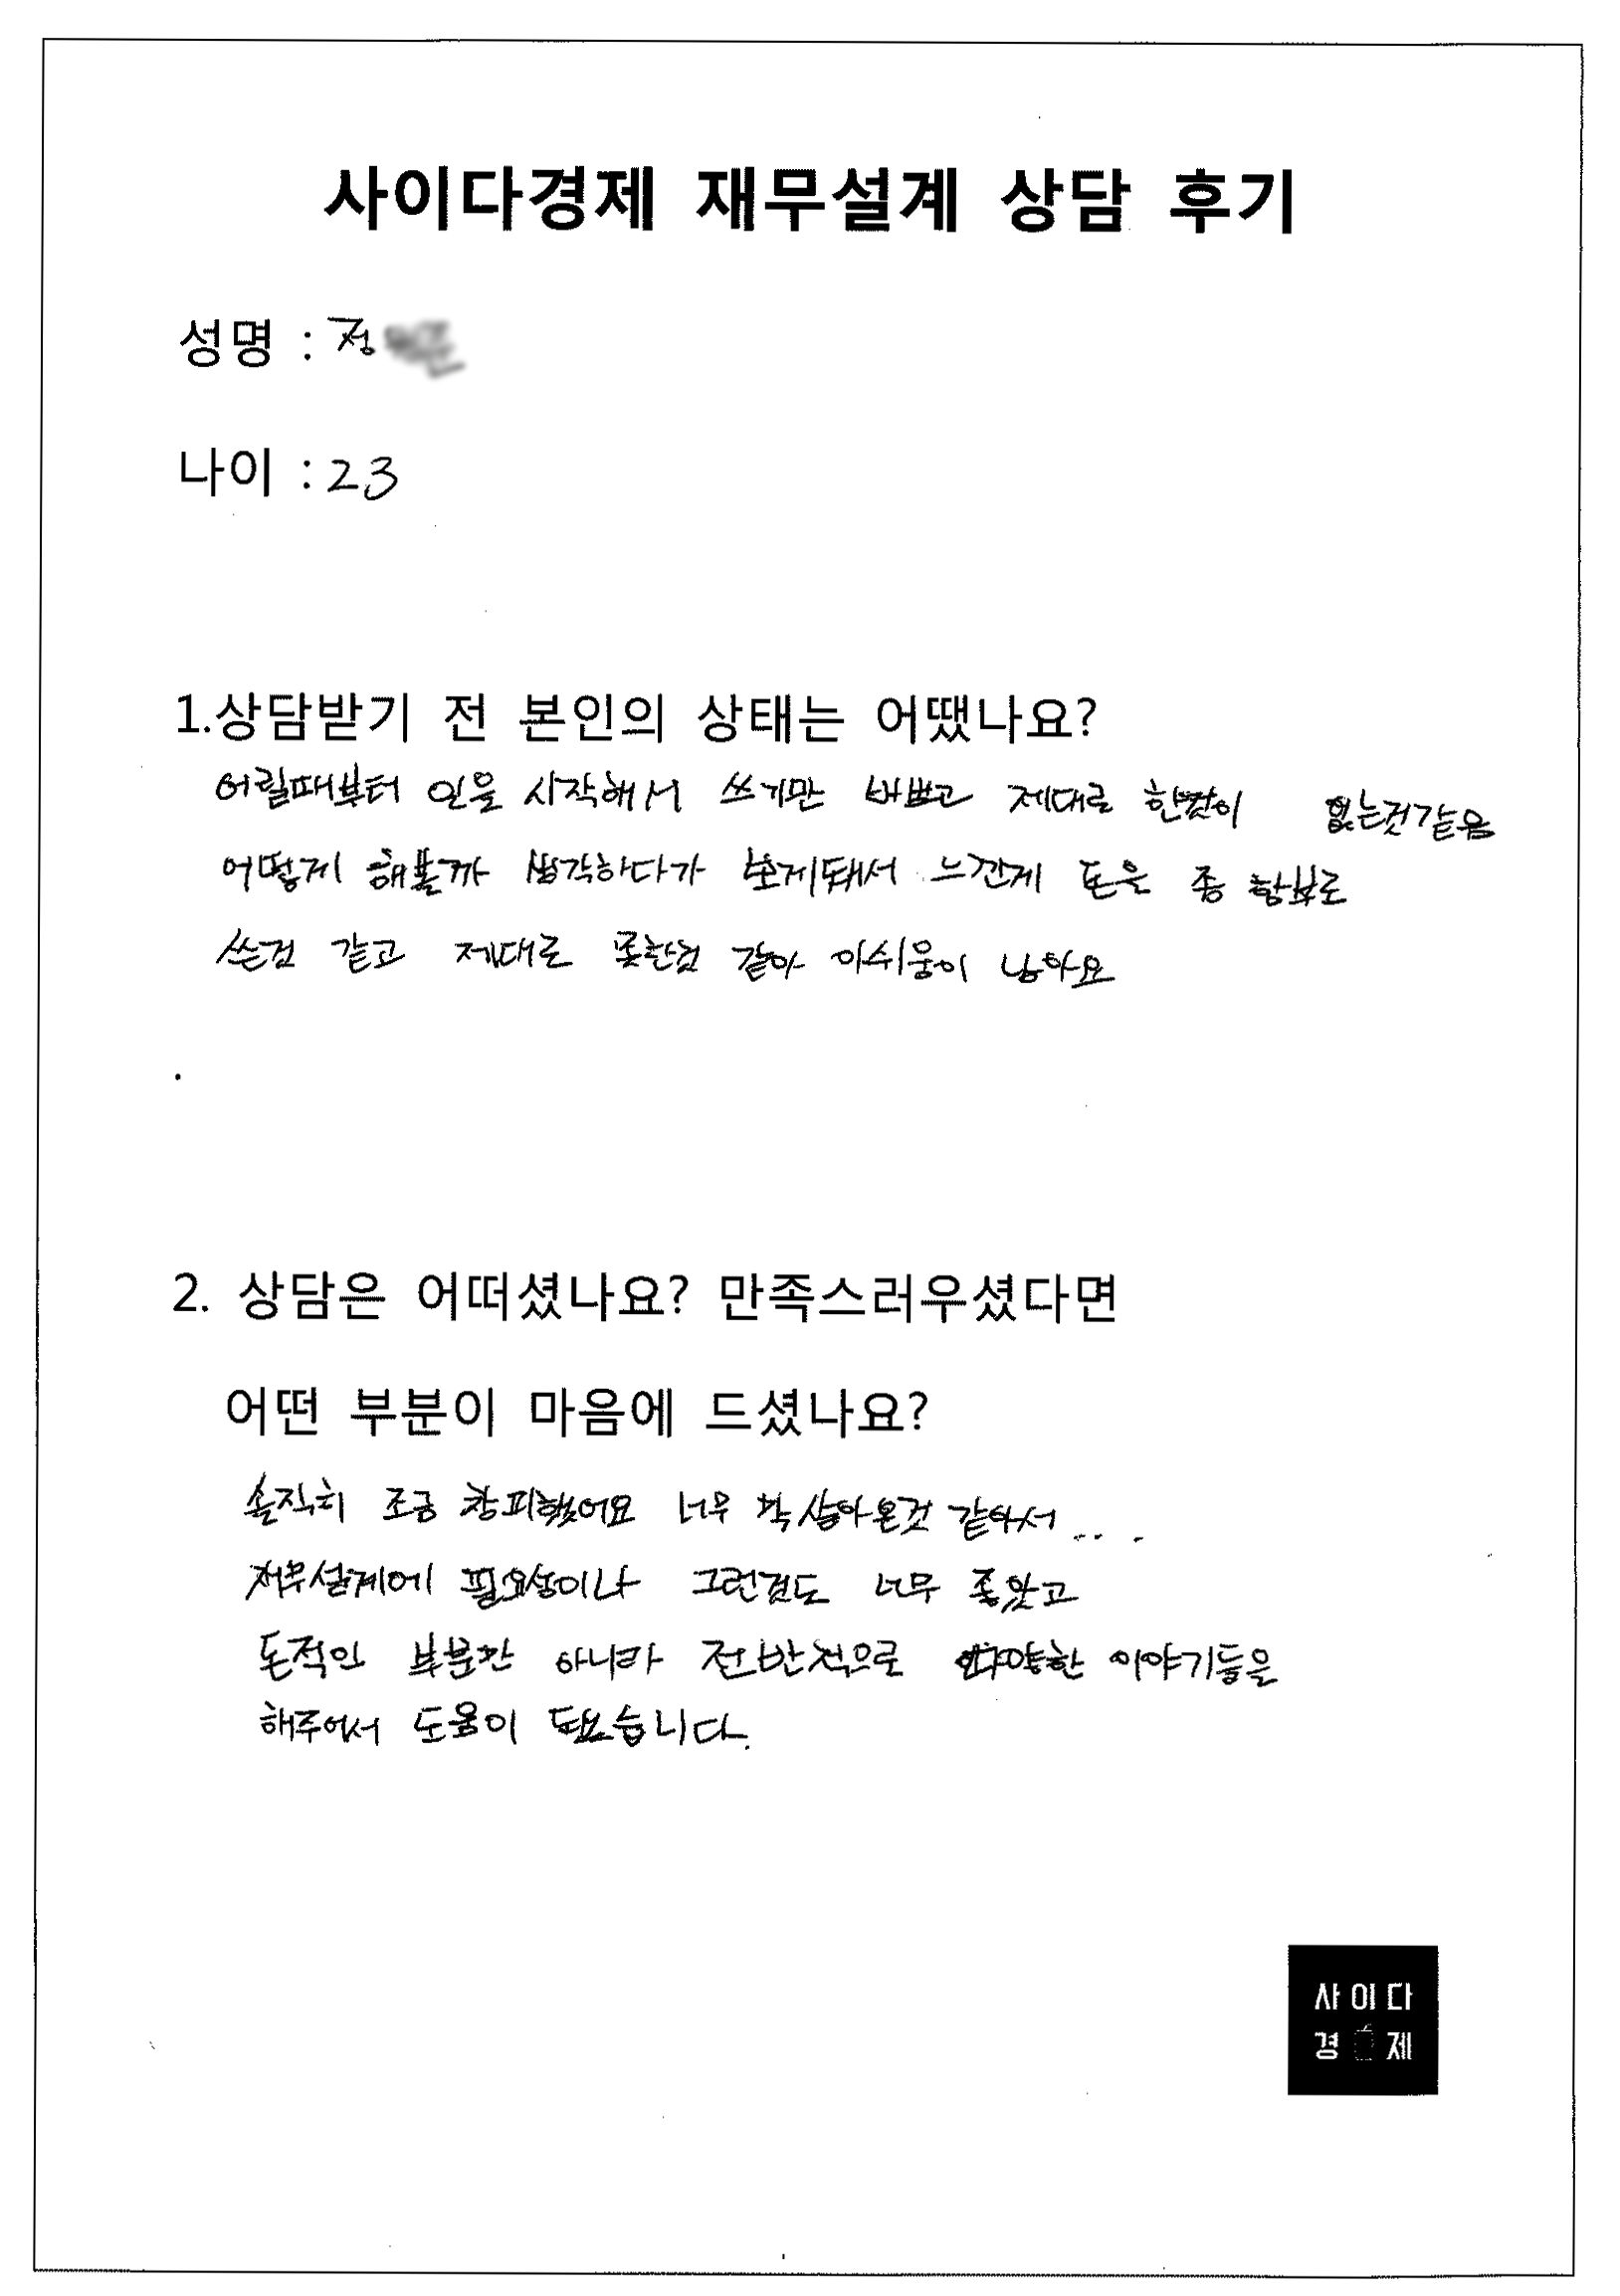 사이다경제 재무설계 상담 후기
성명 : 정
나이 : 23
1.상담받기 전 본인의 상태는 어땠나요?
어릴때부터 일을 시작해서 쓰기만 바쁘고 제대로 한것이 없는것같음
어떻게 해볼까 생각하다가 보게돼서 느낀게 돈을 좀 함부로
쓴것 같고 제대로 못한것 같아 아쉬움이 남아요
2. 상담은 어떠셨나요? 만족스러우셨다면
어떤 부분이 마음에 드셨나요?
솔직히 조금 창피했어요 너무 막 살아온것 같아서....
재무설계에 필요성이나 그런것도 너무 좋았고
돈적인 부분만 아니라 전반적으로 다양한 이야기들을
해주어서 도움이 되었습니다.
사이다
경제